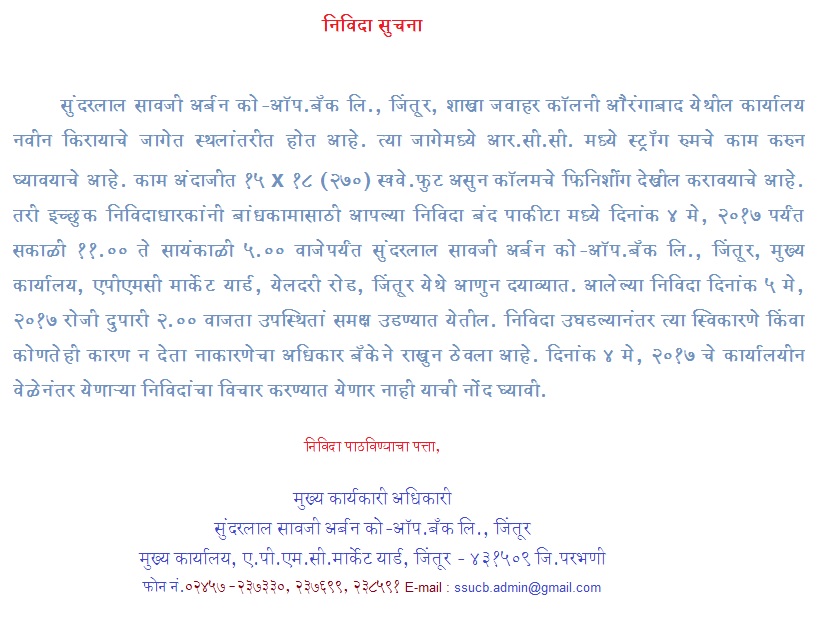 निविदा सुचना
सुंदरलाल सावजी अर्बन को-ऑप.बँक लि., जिंतूर, शाखा जवाहर कॉलनी औरंगाबाद येथील कार्यालय
नवीन किरायाचे जागेत स्थलांतरीत होत आहे. त्या जागेमध्ये आर.सी.सी. मध्ये स्ट्रॉंग रुमचे काम करुन
घ्यावयाचे आहे. काम अंदाजीत १५ X १८ (२७०) स्क्वे.फुट असुन कॉलमचे फिनिशींग देखील करावयाचे आहे.
तरी इच्छुक निविदाधारकांनी बांधकामासाठी आपल्या निविदा बंद पाकीटा मध्ये दिनांक ४ मे, २०१७ पर्यंत
सकाळी ११.०० ते सायंकाळी ५.०० वाजेपर्यंत सुंदरलाल सावजी अर्बन को-ऑप.बँक लि., जिंतूर, मुख्य
कार्यालय, एपीएमसी मार्केट यार्ड, येलदरी रोड, जिंतूर येथे आणुन दयाव्यात. आलेल्या निविदा दिनांक ५ मे,
२०१७ रोजी दुपारी २.०० वाजता उपस्थितां समक्ष उडण्यात येतील. निविदा उघडल्यानंतर त्या स्विकारणे किंवा
कोणतेही कारण न देता नाकारणेचा अधिकार बँकेने राखुन ठेवला आहे. दिनांक ४ मे, २०१७ चे कार्यालयीन
वेळेनंतर येणाऱ्या निविदांचा विचार करण्यात येणार नाही याची नोंद घ्यावी.
निविदा पाठविण्याचा पत्ता,
मुख्य कार्यकारी अधिकारी
सुंदरलाल सावजी अर्बन को-ऑप.बँक लि., जिंतूर
मुख्य कार्यालय, ए.पी.एम.सी.मार्केट यार्ड, जिंतूर - ४३१५०९ जि.परभणी
फोन नं.०२४५७-२३७३३०, २३७६९९, २३८५९१ E-mail : ssucb.admin@gmail.com